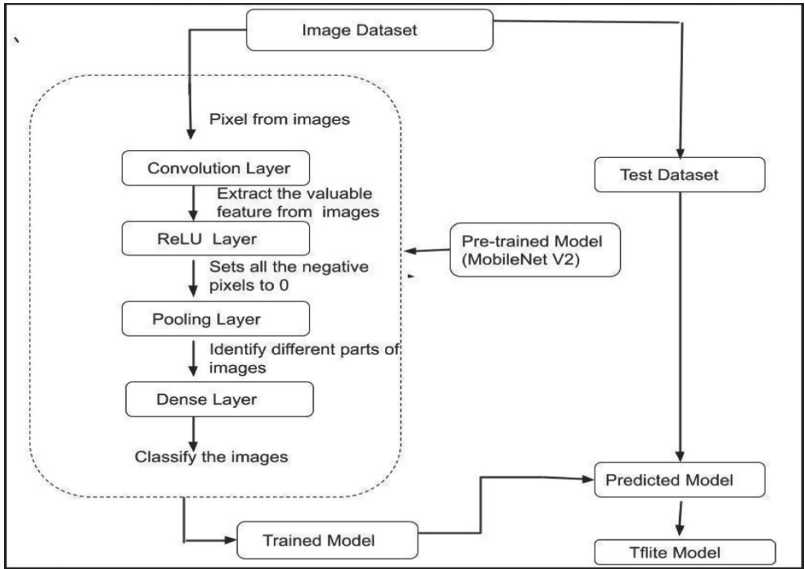 Image Dataset
Pixel from images
Convolution Layer
Test Dataset
Extract the valuable
feature from images
ReLU Layer
Pre-trained Model
(MobileNet V2)
Sets all the negative
pixels to 0
Pooling Layer
Identify different parts of
images
Dense Layer
Classify the images
Predicted Model
Trained Model
Tflite Model